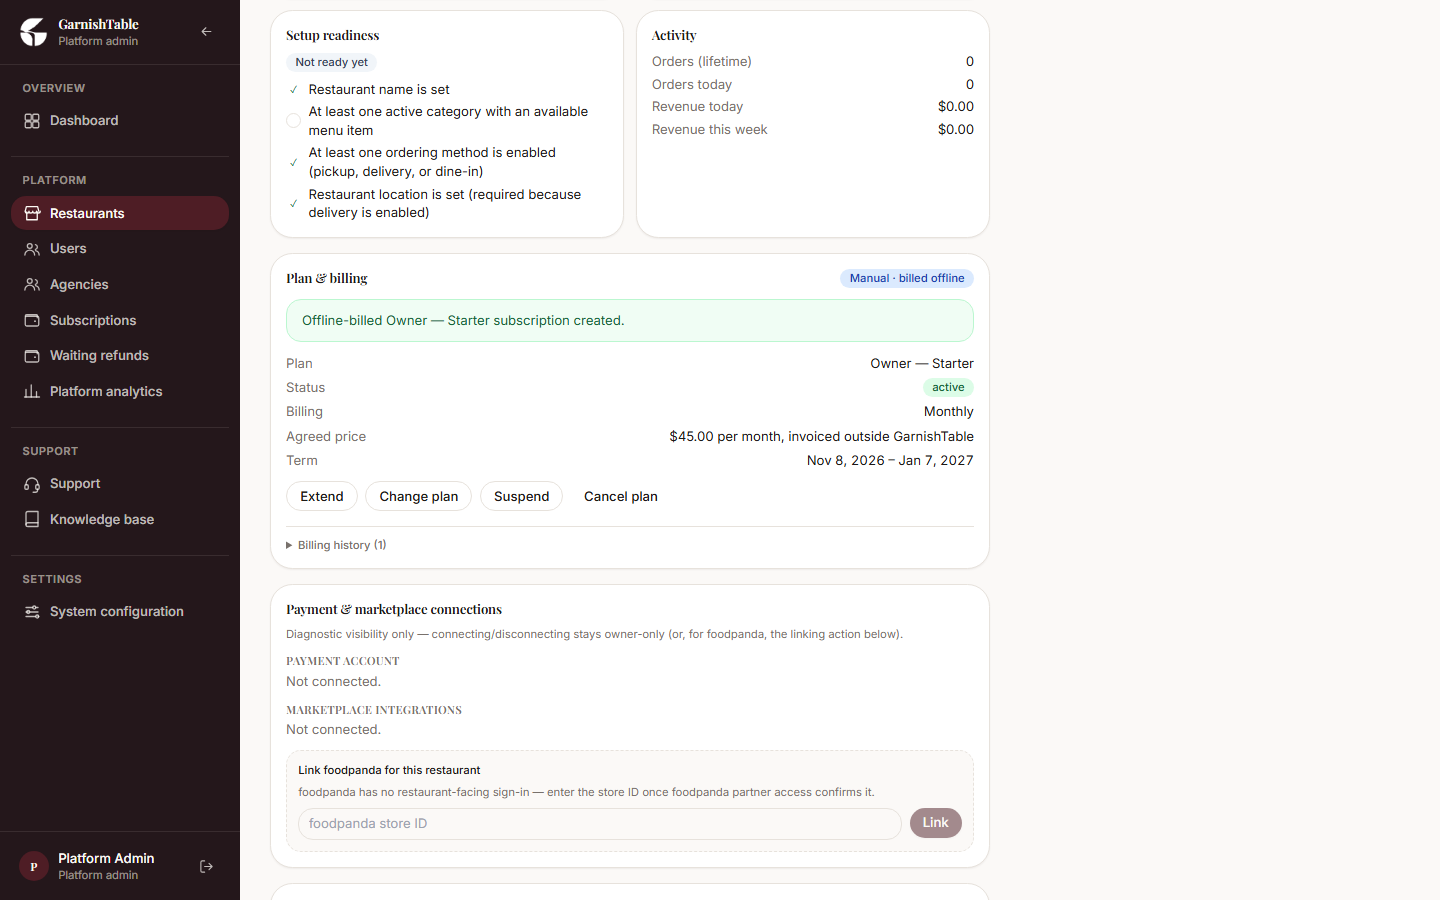 GarnishTable
Platform admin
OVERVIEW
Dashboard
PLATFORM
Restaurants
Users
Agencies
Subscriptions
Waiting refunds
Platform analytics
SUPPORT
Support
Knowledge base
SETTINGS
System configuration
P
Platform Admin
Platform admin
Setup readiness
Not ready yet
Restaurant name is set
At least one active category with an available
menu item
At least one ordering method is enabled
(pickup, delivery, or dine-in)
Restaurant location is set (required because
delivery is enabled)
Activity
Orders (lifetime) 0
Orders today 0
Revenue today $0.00
Revenue this week $0.00
Plan & billing
Manual · billed offline
Offline-billed Owner — Starter subscription created.
Plan Owner — Starter
Status active
Billing Monthly
Agreed price $45.00 per month, invoiced outside GarnishTable
Term Nov 8, 2026 – Jan 7, 2027
Extend Change plan Suspend Cancel plan
Billing history (1)
Payment & marketplace connections
Diagnostic visibility only — connecting/disconnecting stays owner-only (or, for foodpanda, the linking action below).
PAYMENT ACCOUNT
Not connected.
MARKETPLACE INTEGRATIONS
Not connected.
Link foodpanda for this restaurant
foodpanda has no restaurant-facing sign-in — enter the store ID once foodpanda partner access confirms it.
foodpanda store ID Link